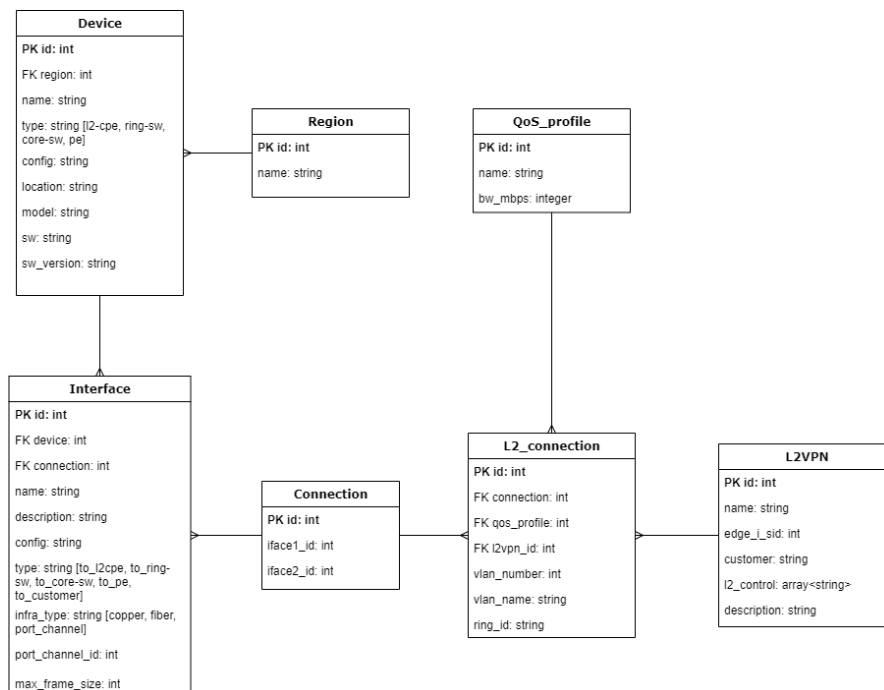 Device
PK id: int
FK region: int
name: string
type: string [l2-cpe, ring-sw,
core-sw, pe]
config: string
location: string
model: string
sw: string
sw_version: string
Region
PK id: int
name: string
QoS_profile
PK id: int
name: string
bw_mbps: integer
Interface
PK id: int
FK device: int
FK connection: int
name: string
description: string
config: string
type: string [to_l2cpe, to_ring-
sw, to_core-sw, to_pe,
to_customer]
infra_type: string [copper, fiber,
port_channel]
port_channel_id: int
max_frame_size: int
Connection
PK id: int
iface1_id: int
iface2_id: int
L2_connection
PK id: int
FK connection: int
FK qos_profile: int
FK l2vpn_id: int
vlan_number: int
vlan_name: string
ring_id: string
L2VPN
PK id: int
name: string
edge_i_sid: int
customer: string
l2_control: array<string>
description: string